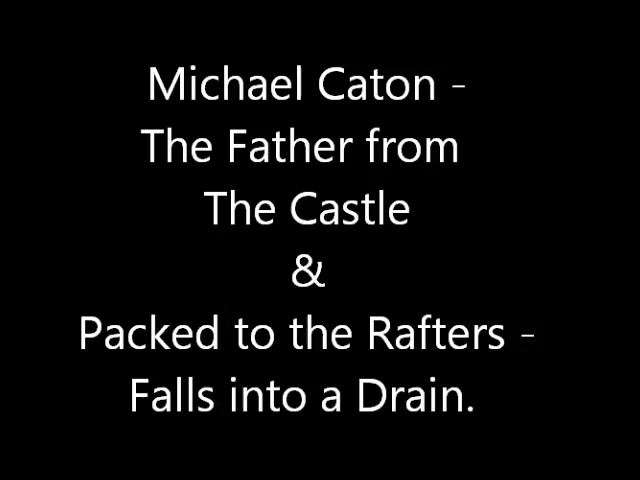 Michael Caton -
The Father from
The Castle
&
Packed to the Rafters -
Falls into a Drain.